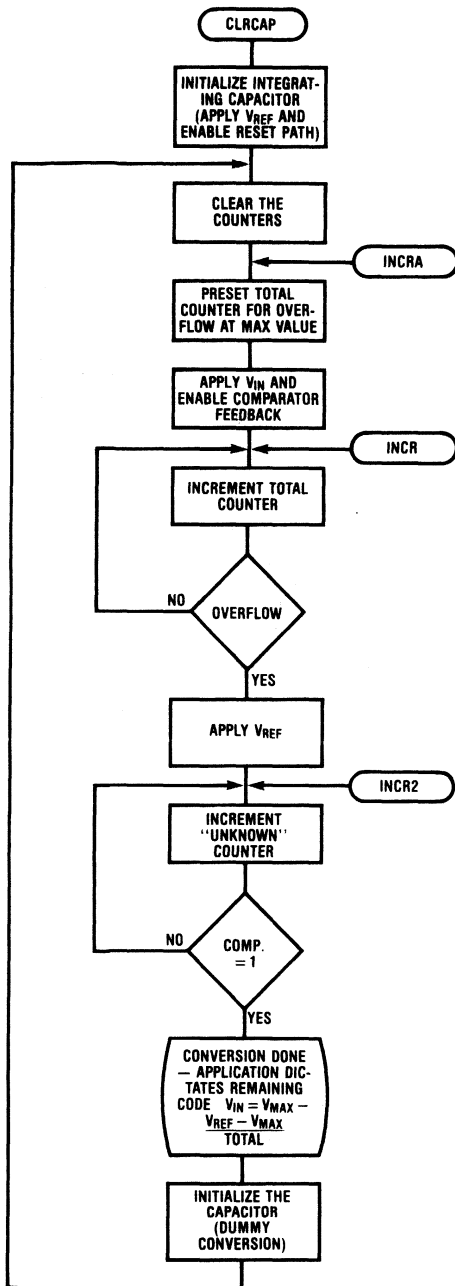 CLRCAP
INITIALIZE INTEGRAT-
ING CAPACITOR
(APPLY VREF AND
ENABLE RESET PATH)
CLEAR THE
COUNTERS
INCRA
PRESET TOTAL
COUNTER FOR OVER-
FLOW AT MAX VALUE
APPLY VIN AND
ENABLE COMPARATOR
FEEDBACK
INCR
INCREMENT TOTAL
COUNTER
NO
OVERFLOW
YES
APPLY VREF
INCR2
INCREMENT
"UNKNOWN"
COUNTER
NO
COMP.
= 1
YES
CONVERSION DONE
— APPLICATION DIC-
TATES REMAINING
CODE VIN = VMAX –
VREF – VMAX
TOTAL
INITIALIZE THE
CAPACITOR
(DUMMY
CONVERSION)